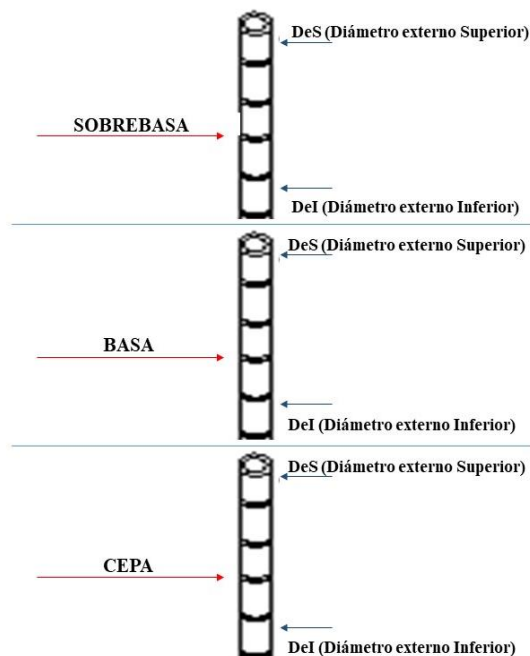 DeS (Diámetro externo Superior)
SOBREBASA
DeI (Diámetro externo Inferior)
DeS (Diámetro externo Superior)
BASA
DeI (Diámetro externo Inferior)
DeS (Diámetro externo Superior)
CEPA
DeI (Diámetro externo Inferior)